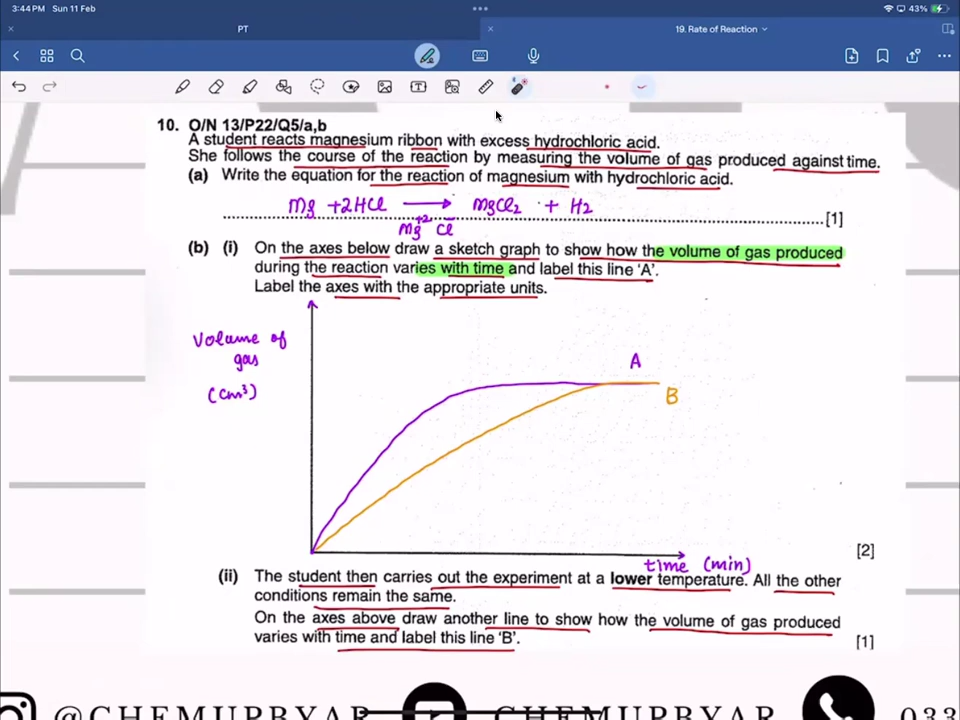 3:44 PM Sun 11 Feb
43%
PT
19. Rate of Reaction
10. O/N 13/P22/Q5/a,b
A student reacts magnesium ribbon with excess hydrochloric acid.
She follows the course of the reaction by measuring the volume of gas produced against time.
(a) Write the equation for the reaction of magnesium with hydrochloric acid.
Mg + 2HCl → MgCl2 + H2
[1]
Mg+2 Cl-
(b) (i) On the axes below draw a sketch graph to show how the volume of gas produced
during the reaction varies with time and label this line 'A'.
Label the axes with the appropriate units.
Volume of
gas
(cm³)
A
B
[2]
time (min)
(ii) The student then carries out the experiment at a lower temperature. All the other
conditions remain the same.
On the axes above draw another line to show how the volume of gas produced
varies with time and label this line 'B'.
[1]
@CHEMUPBYAR
033